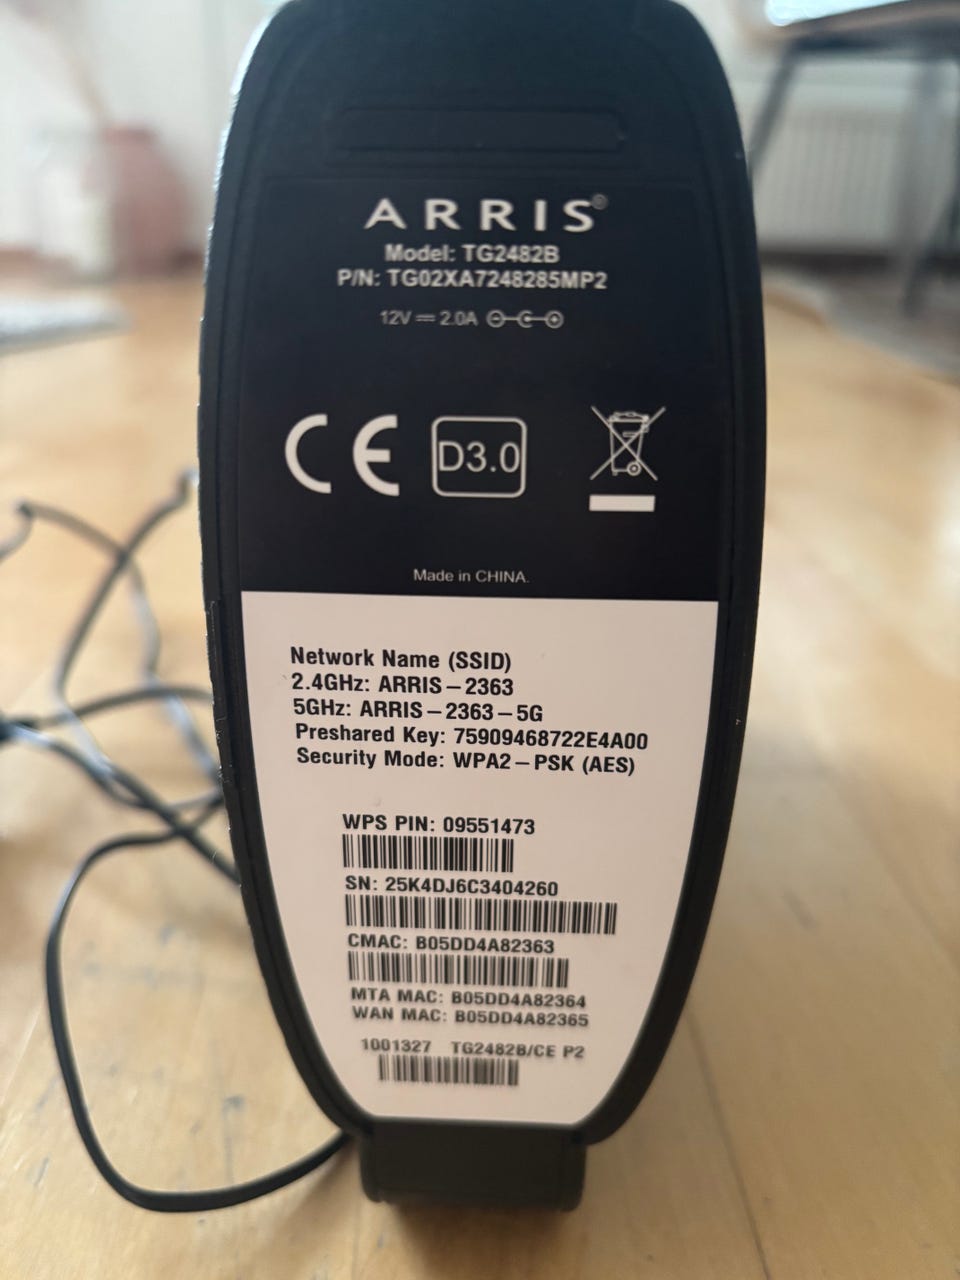 ARRIS®
Model: TG2482B
P/N: TG02XA7248285MP2
12V ⎓ 2.0A
CE D3.0
Made in CHINA.
Network Name (SSID)
2.4GHz: ARRIS–2363
5GHz: ARRIS–2363–5G
Preshared Key: 75909468722E4A00
Security Mode: WPA2–PSK (AES)
WPS PIN: 09551473
SN: 25K4DJ6C3404260
CMAC: B05DD4A82363
MTA MAC: B05DD4A82364
WAN MAC: B05DD4A82365
1001327 TG2482B/CE P2